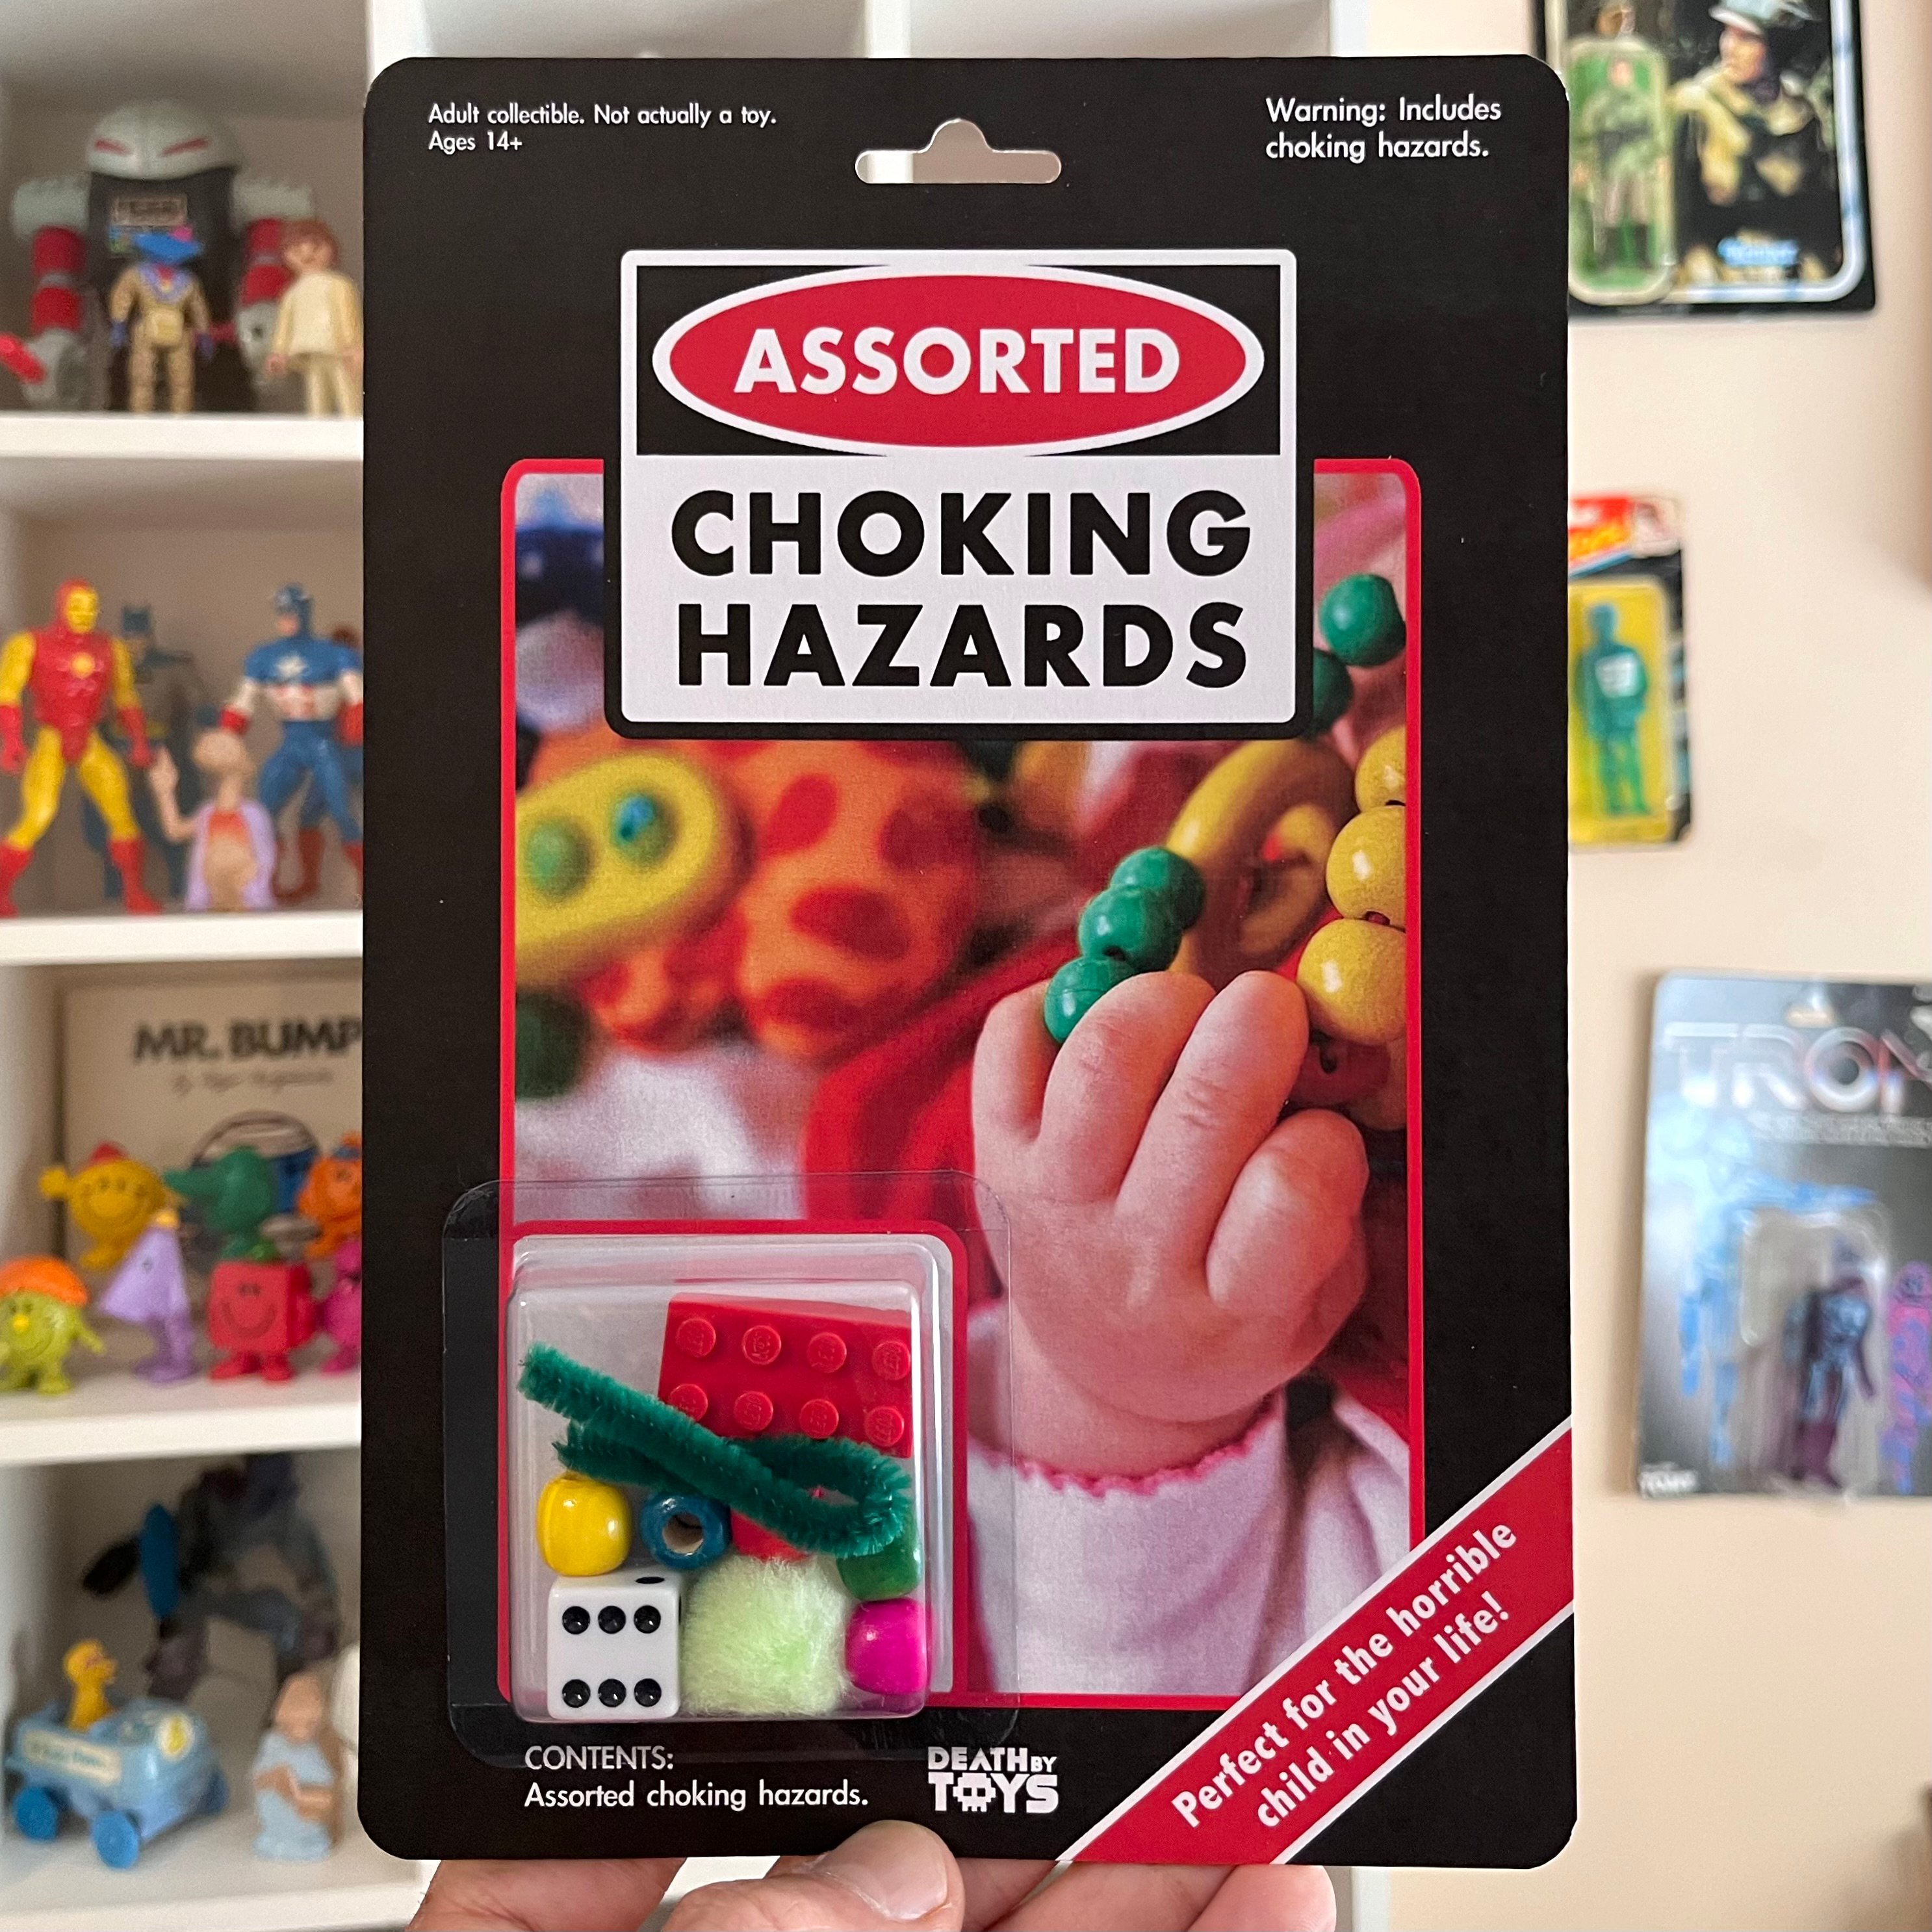 Adult collectible. Not actually a toy.
Ages 14+
Warning: Includes
choking hazards.
ASSORTED
CHOKING
HAZARDS
MR. BUMP
TRON
CONTENTS:
Assorted choking hazards.
DEATH BY
TOYS
Perfect for the horrible
child in your life!